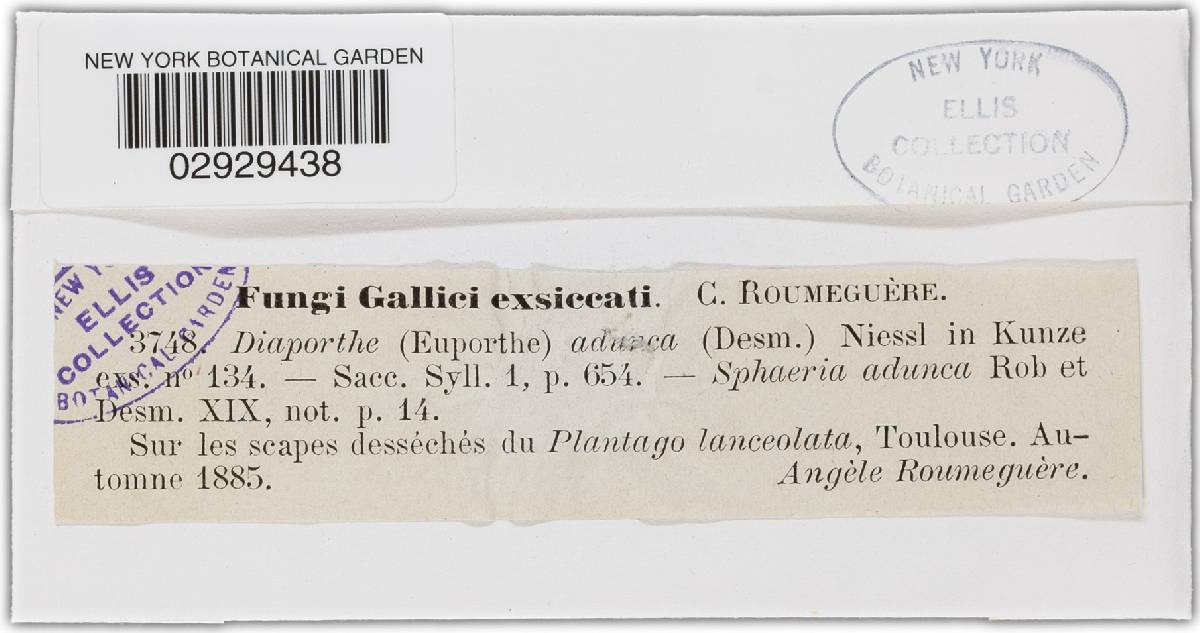 NEW YORK BOTANICAL GARDEN
02929438
NEW YORK
ELLIS
COLLECTION
BOTANICAL GARDEN
NEW Y
ELLIS
COLLECTION
BOTANICAL GARDEN
Fungi Gallici exsiccati. C. ROUMEGUÈRE.
3748. Diaporthe (Euporthe) adunca (Desm.) Niessl in Kunze
exs. nº 134. — Sacc. Syll. 1, p. 654. — Sphaeria adunca Rob et
Desm. XIX, not. p. 14.
Sur les scapes desséchés du Plantago lanceolata, Toulouse. Au-
tomne 1885. Angèle Roumeguère.